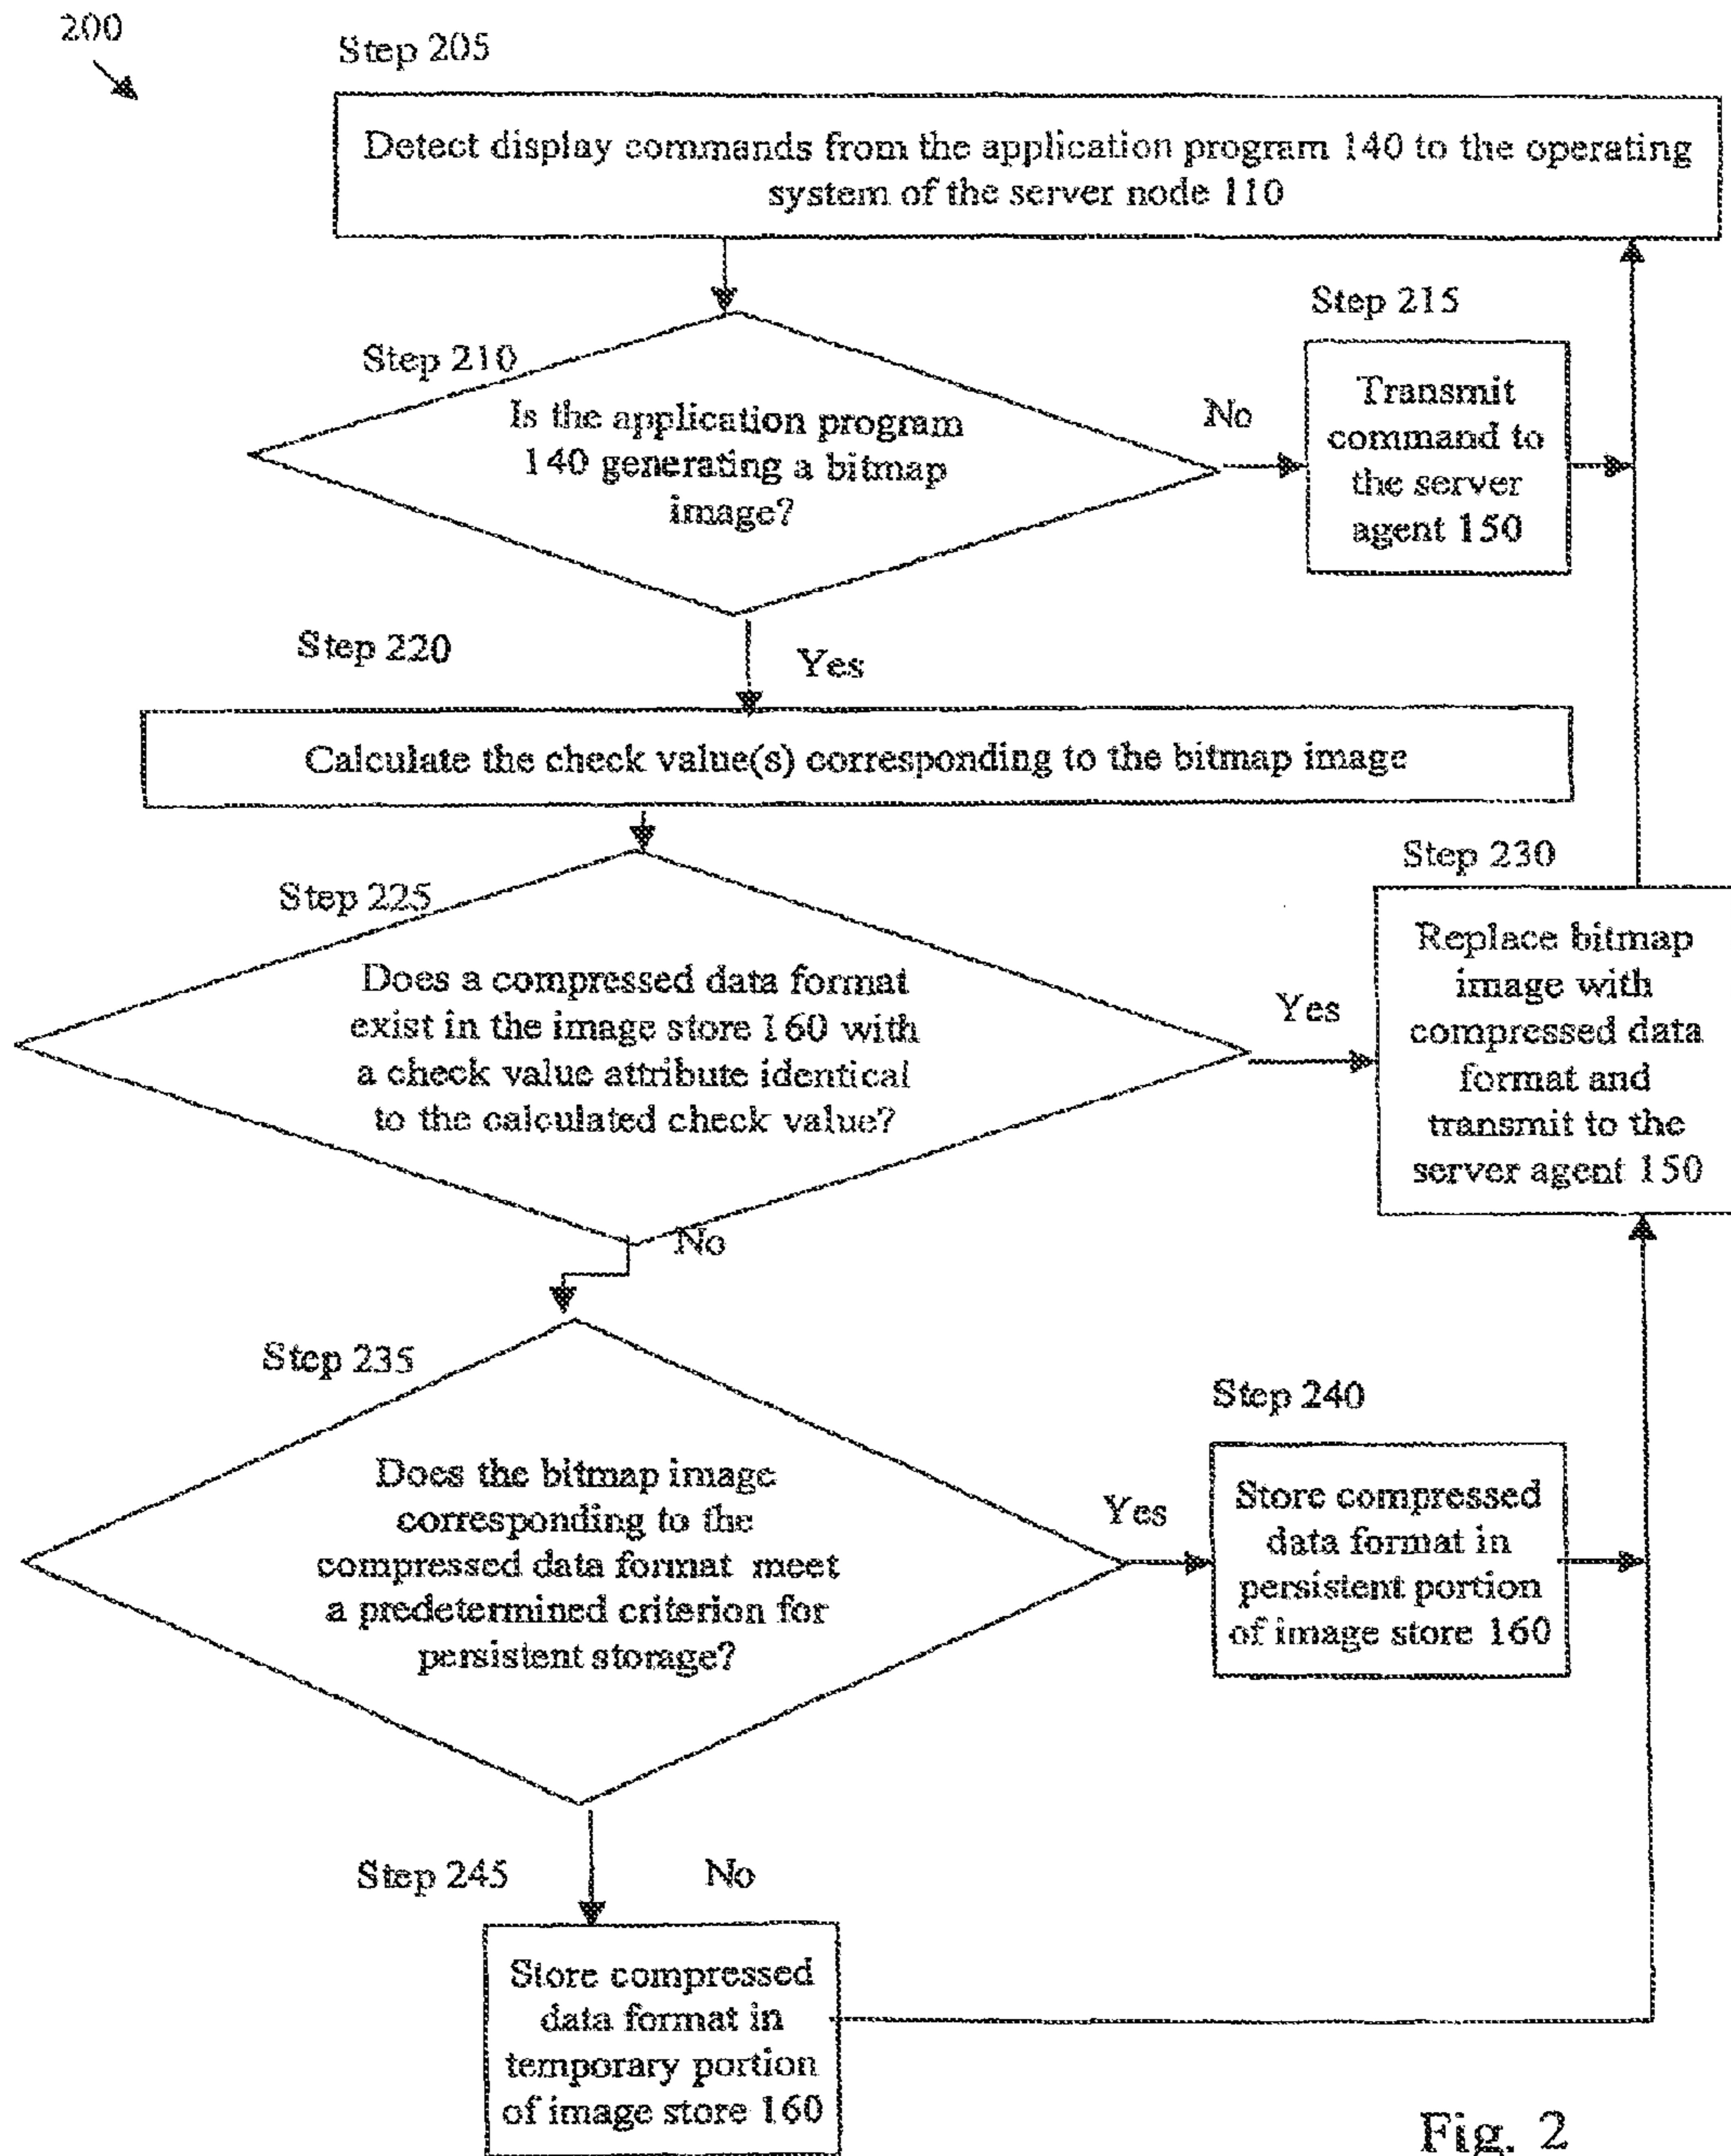 200
Step 205
Detect display commands from the application program 140 to the operating
system of the server node 110
Step 210
Is the application program
140 generating a bitmap
image?
No
Step 215
Transmit
command to
the server
agent 150
Step 220
Yes
Calculate the check value(s) corresponding to the bitmap image
Step 225
Does a compressed data format
exist in the image store 160 with
a check value attribute identical
to the calculated check value?
Yes
Step 230
Replace bitmap
image with
compressed data
format and
transmit to the
server agent 150
No
Step 235
Does the bitmap image
corresponding to the
compressed data format meet
a predetermined criterion for
persistent storage?
Yes
Step 240
Store compressed
data format in
persistent portion
of image store 160
Step 245
No
Store compressed
data format in
temporary portion
of image store 160
Fig. 2